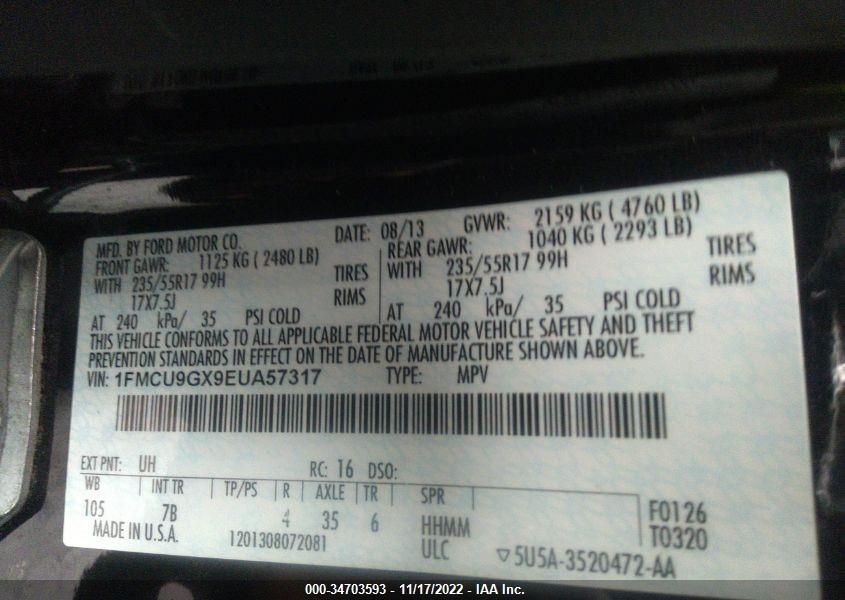 MFD. BY FORD MOTOR CO.
DATE: 08/13 GVWR: 2159 KG ( 4760 LB)
FRONT GAWR: 1125 KG ( 2480 LB) REAR GAWR: 1040 KG ( 2293 LB)
WITH 235/55R17 99H TIRES WITH 235/55R17 99H TIRES
17X7.5J RIMS 17X7.5J RIMS
AT 240 kPa/ 35 PSI COLD AT 240 kPa/ 35 PSI COLD
THIS VEHICLE CONFORMS TO ALL APPLICABLE FEDERAL MOTOR VEHICLE SAFETY AND THEFT
PREVENTION STANDARDS IN EFFECT ON THE DATE OF MANUFACTURE SHOWN ABOVE.
VIN: 1FMCU9GX9EUA57317 TYPE: MPV
EXT PNT: UH RC: 16 DSO:
WB INT TR TP/PS R AXLE TR SPR
105 7B 4 35 6 HHMM F0126
MADE IN U.S.A. 1201308072081 ULC T0320
▽5U5A-3520472-AA
000-34703593 - 11/17/2022 - IAA Inc.